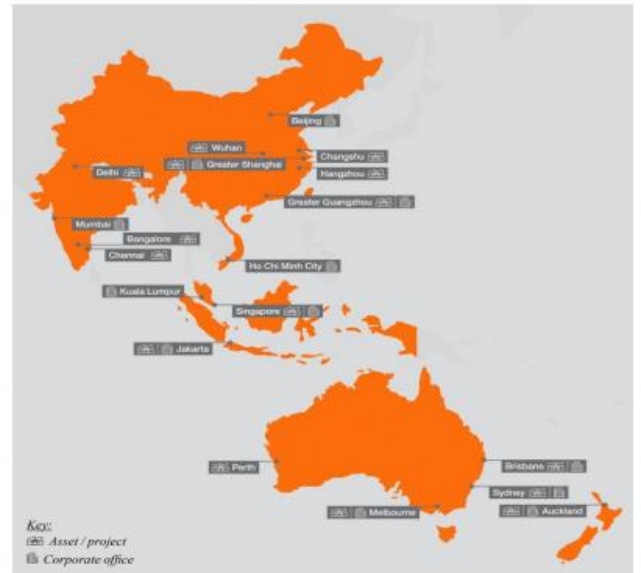 Beijing
Wuhan
Changshu
Greater Shanghai
Delhi
Hangzhou
Greater Guangzhou
Mumbai
Bangalore
Chennai
Ho Chi Minh City
Kuala Lumpur
Singapore
Jakarta
Perth
Brisbane
Sydney
Melbourne
Auckland
Key:
Asset / project
Corporate office